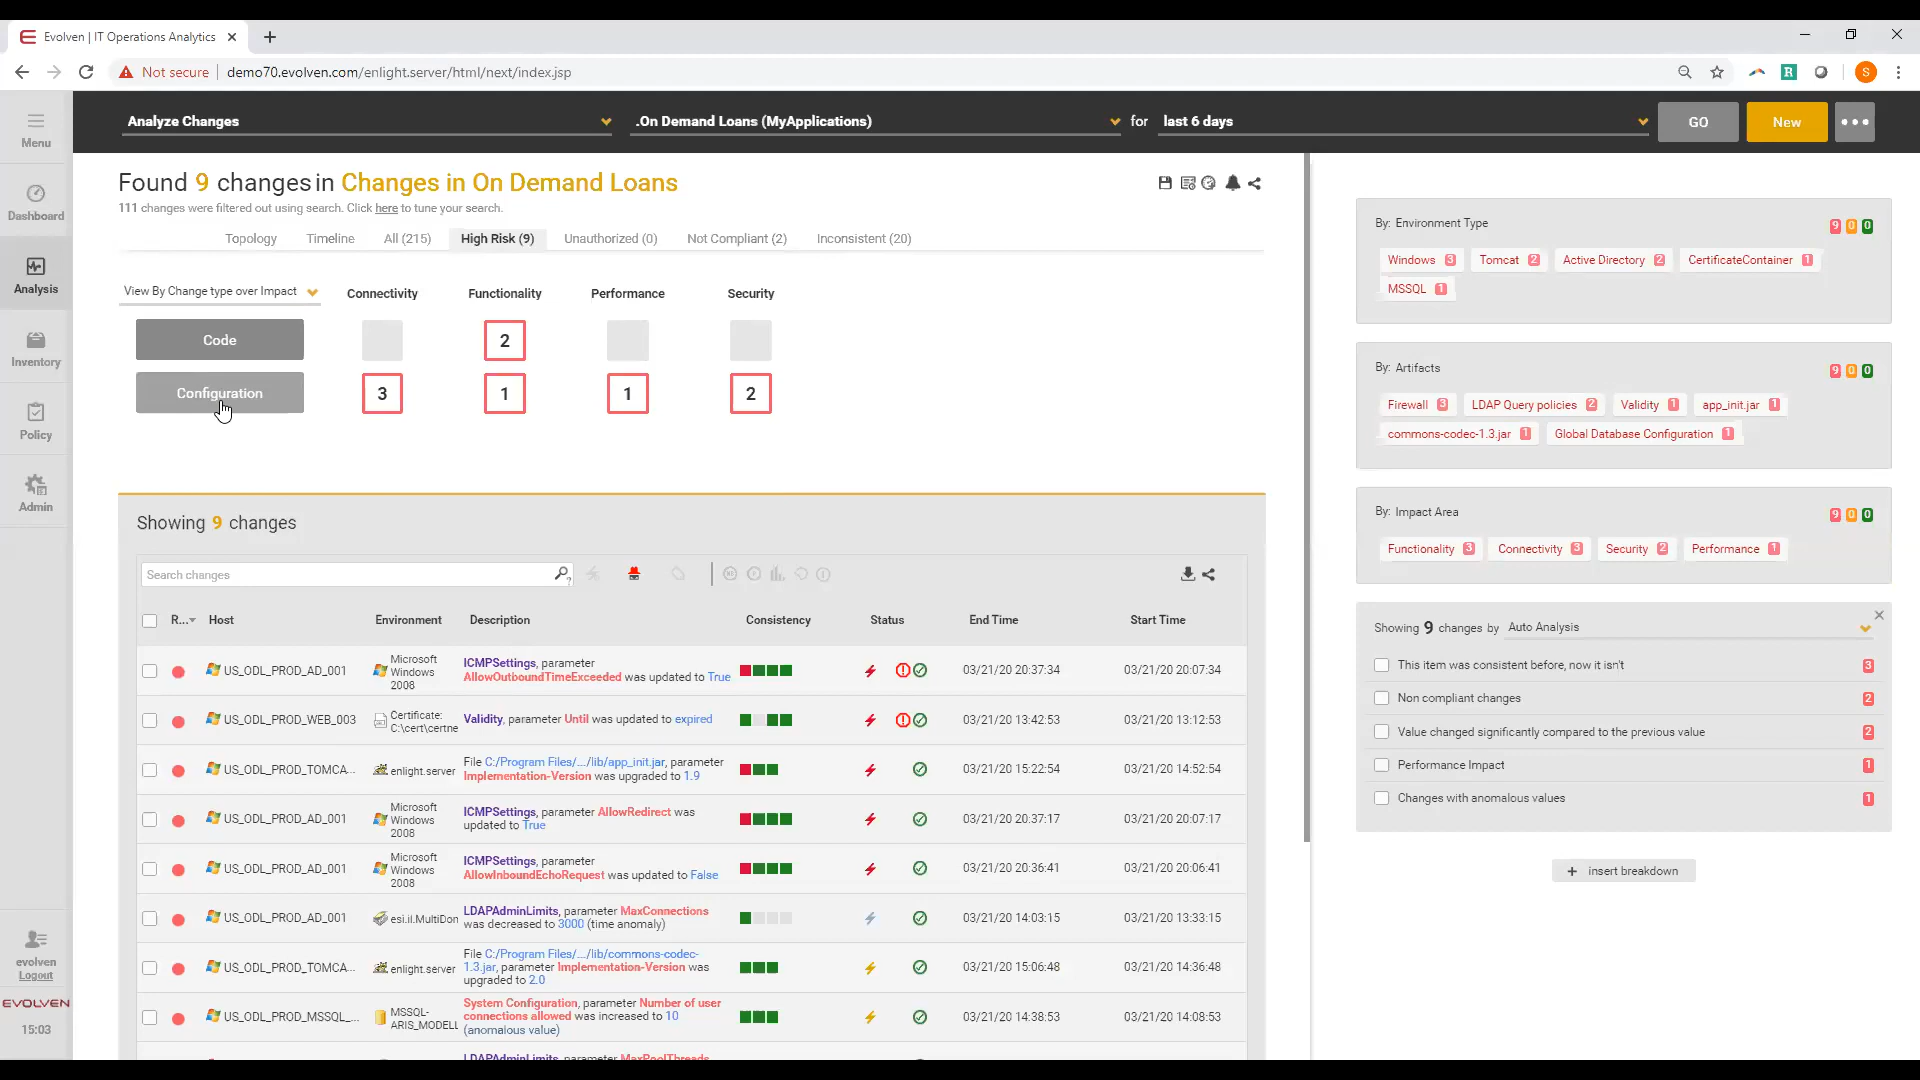 Evolven | IT Operations Analytics
Not secure
demo70.evolven.com/enlight.server/html/next/index.jsp
R
S
Menu
Dashboard
Analysis
Inventory
Policy
Admin
evolven
Logout
EVOLVEN
15:03
Analyze Changes
.On Demand Loans (MyApplications)
for
last 6 days
GO
New
Found 9 changes in Changes in On Demand Loans
111 changes were filtered out using search. Click here to tune your search.
Topology
Timeline
All (215)
High Risk (9)
Unauthorized (0)
Not Compliant (2)
Inconsistent (20)
View By Change type over Impact
Connectivity
Functionality
Performance
Security
Code
2
Configuration
3
1
1
2
Showing 9 changes
Search changes
R...
Host
Environment
Description
Consistency
Status
End Time
Start Time
US_ODL_PROD_AD_001
Microsoft
Windows
2008
ICMPSettings, parameter
AllowOutboundTimeExceeded was updated to True
03/21/20 20:37:34
03/21/20 20:07:34
US_ODL_PROD_WEB_003
Certificate:
C:\cert\certne
Validity, parameter Until was updated to expired
03/21/20 13:42:53
03/21/20 13:12:53
US_ODL_PROD_TOMCA...
enlight.server
File C:/Program Files/.../lib/app_init.jar, parameter
Implementation-Version was upgraded to 1.9
03/21/20 15:22:54
03/21/20 14:52:54
US_ODL_PROD_AD_001
Microsoft
Windows
2008
ICMPSettings, parameter AllowRedirect was
updated to True
03/21/20 20:37:17
03/21/20 20:07:17
US_ODL_PROD_AD_001
Microsoft
Windows
2008
ICMPSettings, parameter
AllowInboundEchoRequest was updated to False
03/21/20 20:36:41
03/21/20 20:06:41
US_ODL_PROD_AD_001
esi.il.MultiDon
LDAPAdminLimits, parameter MaxConnections
was decreased to 3000 (time anomaly)
03/21/20 14:03:15
03/21/20 13:33:15
US_ODL_PROD_TOMCA...
enlight.server
File C:/Program Files/.../lib/commons-codec-
1.3.jar, parameter Implementation-Version was
upgraded to 2.0
03/21/20 15:06:48
03/21/20 14:36:48
US_ODL_PROD_MSSQL_...
MSSQL-
ARIS_MODELL
System Configuration, parameter Number of user
connections allowed was increased to 10
(anomalous value)
03/21/20 14:38:53
03/21/20 14:08:53
LDAPAdminLimits, parameter MaxPoolThreads
By: Environment Type
9 0 0
Windows 3
Tomcat 2
Active Directory 2
CertificateContainer 1
MSSQL 1
By: Artifacts
9 0 0
Firewall 3
LDAP Query policies 2
Validity 1
app_init.jar 1
commons-codec-1.3.jar 1
Global Database Configuration 1
By: Impact Area
9 0 0
Functionality 3
Connectivity 3
Security 2
Performance 1
Showing 9 changes by Auto Analysis
This item was consistent before, now it isn't 3
Non compliant changes 2
Value changed significantly compared to the previous value 2
Performance Impact 1
Changes with anomalous values 1
+ insert breakdown